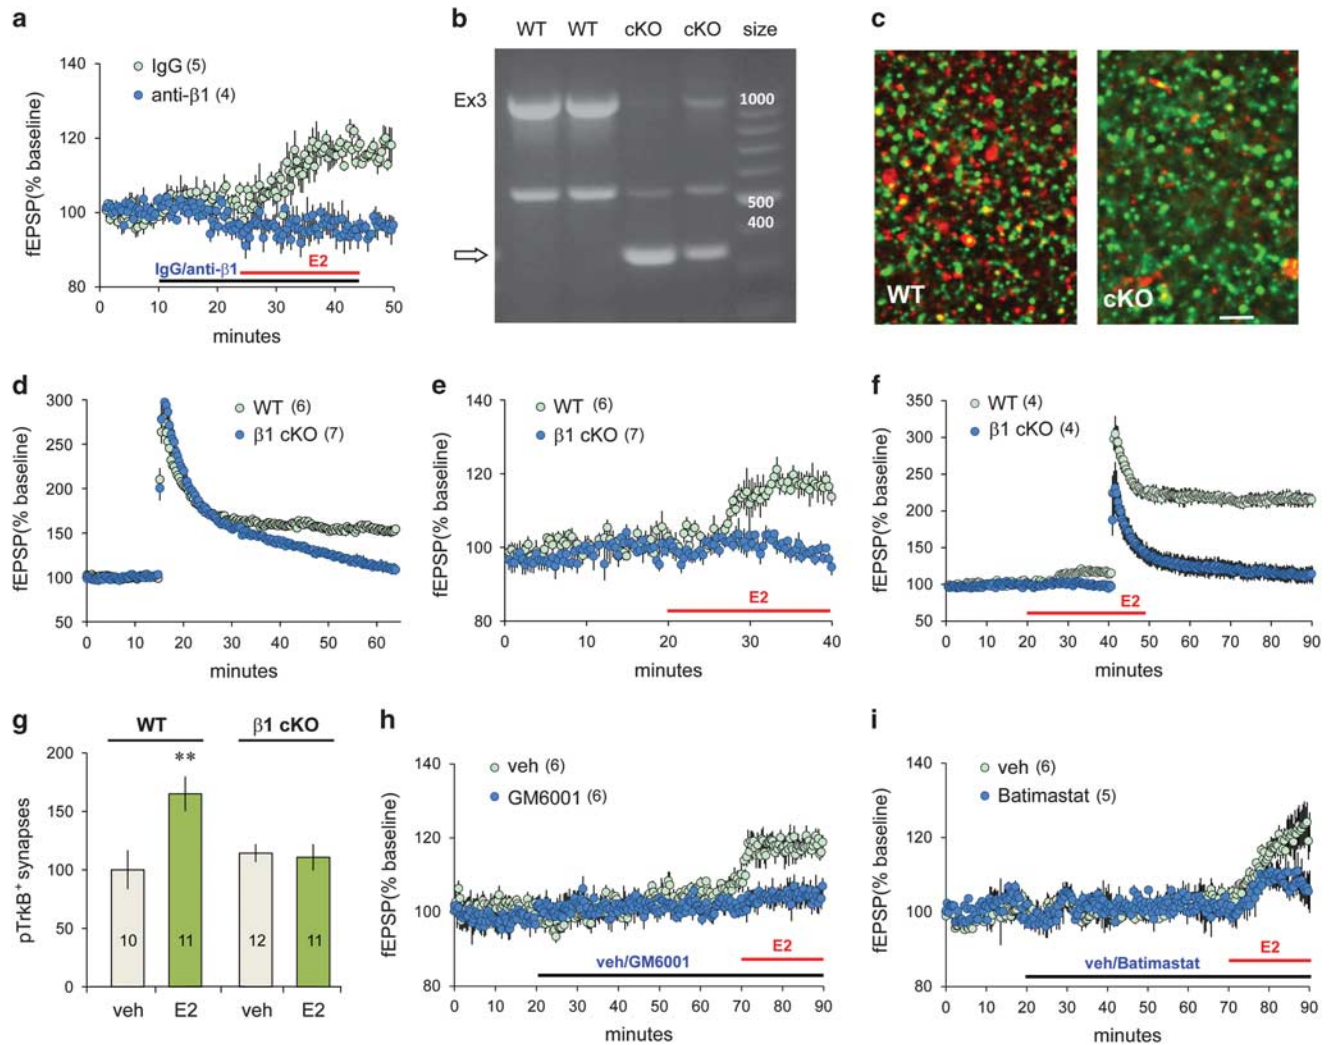 a
IgG (5)
anti-β1 (4)
140
120
100
80
fEPSP(% baseline)
IgG/anti-β1
E2
0 10 20 30 40 50
minutes
b
WT WT cKO cKO size
Ex3
1000
500
400
c
WT
cKO
d
WT (6)
β1 cKO (7)
300
250
200
150
100
50
fEPSP(% baseline)
0 10 20 30 40 50 60
minutes
e
WT (6)
β1 cKO (7)
140
120
100
80
fEPSP(% baseline)
E2
0 10 20 30 40
minutes
f
WT (4)
β1 cKO (4)
350
300
250
200
150
100
50
fEPSP(% baseline)
E2
0 10 20 30 40 50 60 70 80 90
minutes
g
WT β1 cKO
**
200
150
100
50
0
pTrkB+ synapses
10 11 12 11
veh E2 veh E2
h
veh (6)
GM6001 (6)
140
120
100
80
fEPSP(% baseline)
E2
veh/GM6001
0 10 20 30 40 50 60 70 80 90
minutes
i
veh (6)
Batimastat (5)
140
120
100
80
fEPSP(% baseline)
E2
veh/Batimastat
0 10 20 30 40 50 60 70 80 90
minutes